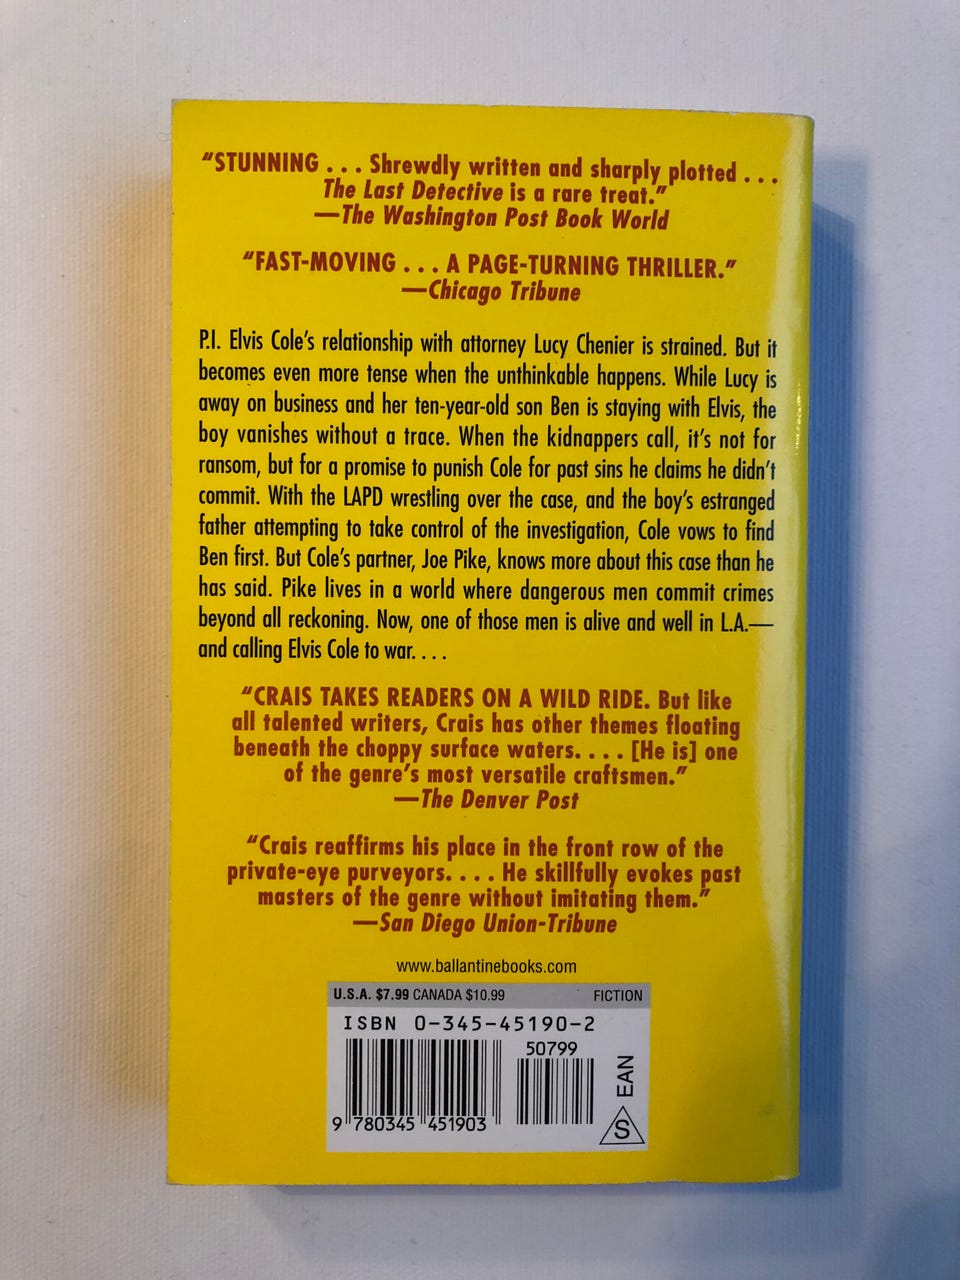 “STUNNING . . . Shrewdly written and sharply plotted . . .
The Last Detective is a rare treat.”
—The Washington Post Book World
“FAST-MOVING . . . A PAGE-TURNING THRILLER.”
—Chicago Tribune
P.I. Elvis Cole’s relationship with attorney Lucy Chenier is strained. But it
becomes even more tense when the unthinkable happens. While Lucy is
away on business and her ten-year-old son Ben is staying with Elvis, the
boy vanishes without a trace. When the kidnappers call, it’s not for
ransom, but for a promise to punish Cole for past sins he claims he didn’t
commit. With the LAPD wrestling over the case, and the boy’s estranged
father attempting to take control of the investigation, Cole vows to find
Ben first. But Cole’s partner, Joe Pike, knows more about this case than he
has said. Pike lives in a world where dangerous men commit crimes
beyond all reckoning. Now, one of those men is alive and well in L.A.—
and calling Elvis Cole to war. . . .
“CRAIS TAKES READERS ON A WILD RIDE. But like
all talented writers, Crais has other themes floating
beneath the choppy surface waters. . . . [He is] one
of the genre’s most versatile craftsmen.”
—The Denver Post
“Crais reaffirms his place in the front row of the
private-eye purveyors. . . . He skillfully evokes past
masters of the genre without imitating them.”
—San Diego Union-Tribune
www.ballantinebooks.com
U.S.A. $7.99 CANADA $10.99 FICTION
ISBN 0-345-45190-2
50799
9 780345 451903
EAN
S